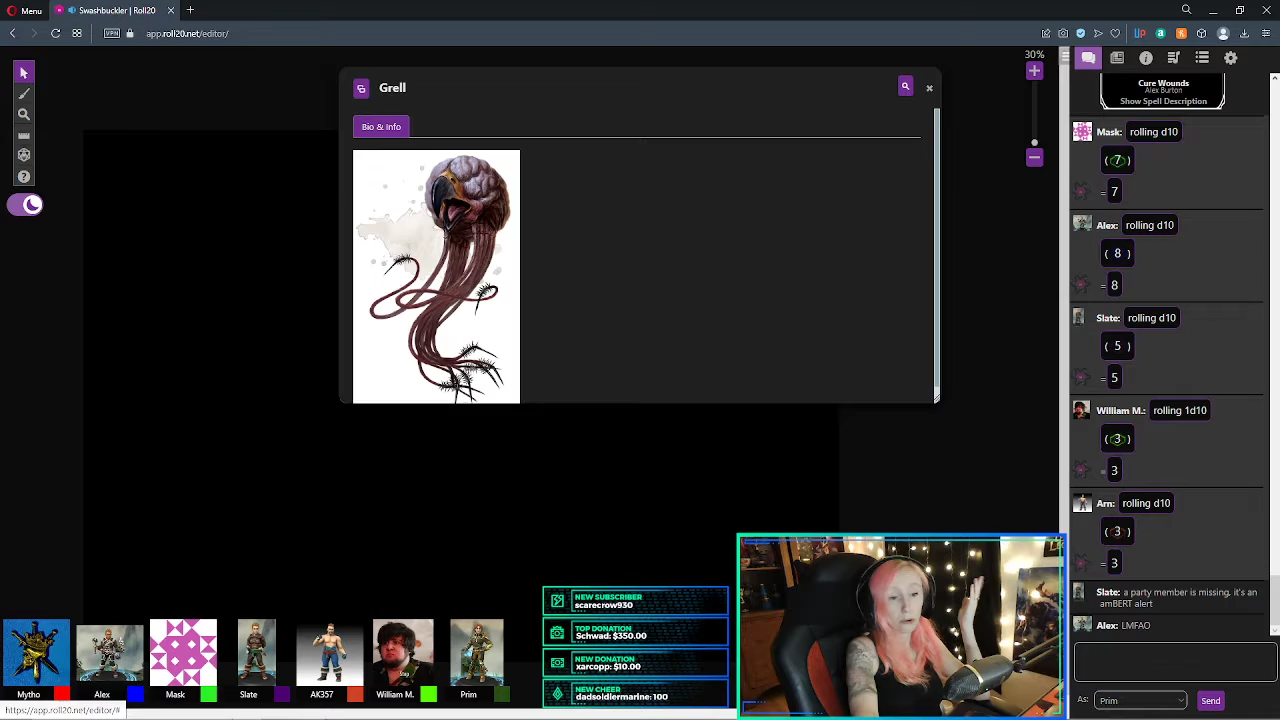 Menu
Swashbuckler | Roll20
VPN
app.roll20.net/editor/
30%
Grell
Bio & Info
Cure Wounds
Alex Burton
Show Spell Description
Mask: rolling d10
( 7 )
= 7
Alex: rolling d10
( 8 )
= 8
Slate: rolling d10
( 5 )
= 5
William M.: rolling 1d10
( 3 )
= 3
Arn: rolling d10
( 3 )
= 3
Slate: a party member is missing. it's an
amBERT alert
Alex: LMFAO
NEW SUBSCRIBER
scarecrow930
TOP DONATION
Schwad: $350.00
NEW DONATION
xarcopp: $10.00
NEW CHEER
dadsoldiermarine: 100
Mytho
Alex
Mask
Slate
AK357
William M.
Prim
As:
Prim
Send
https://app.roll20.net/editor/#